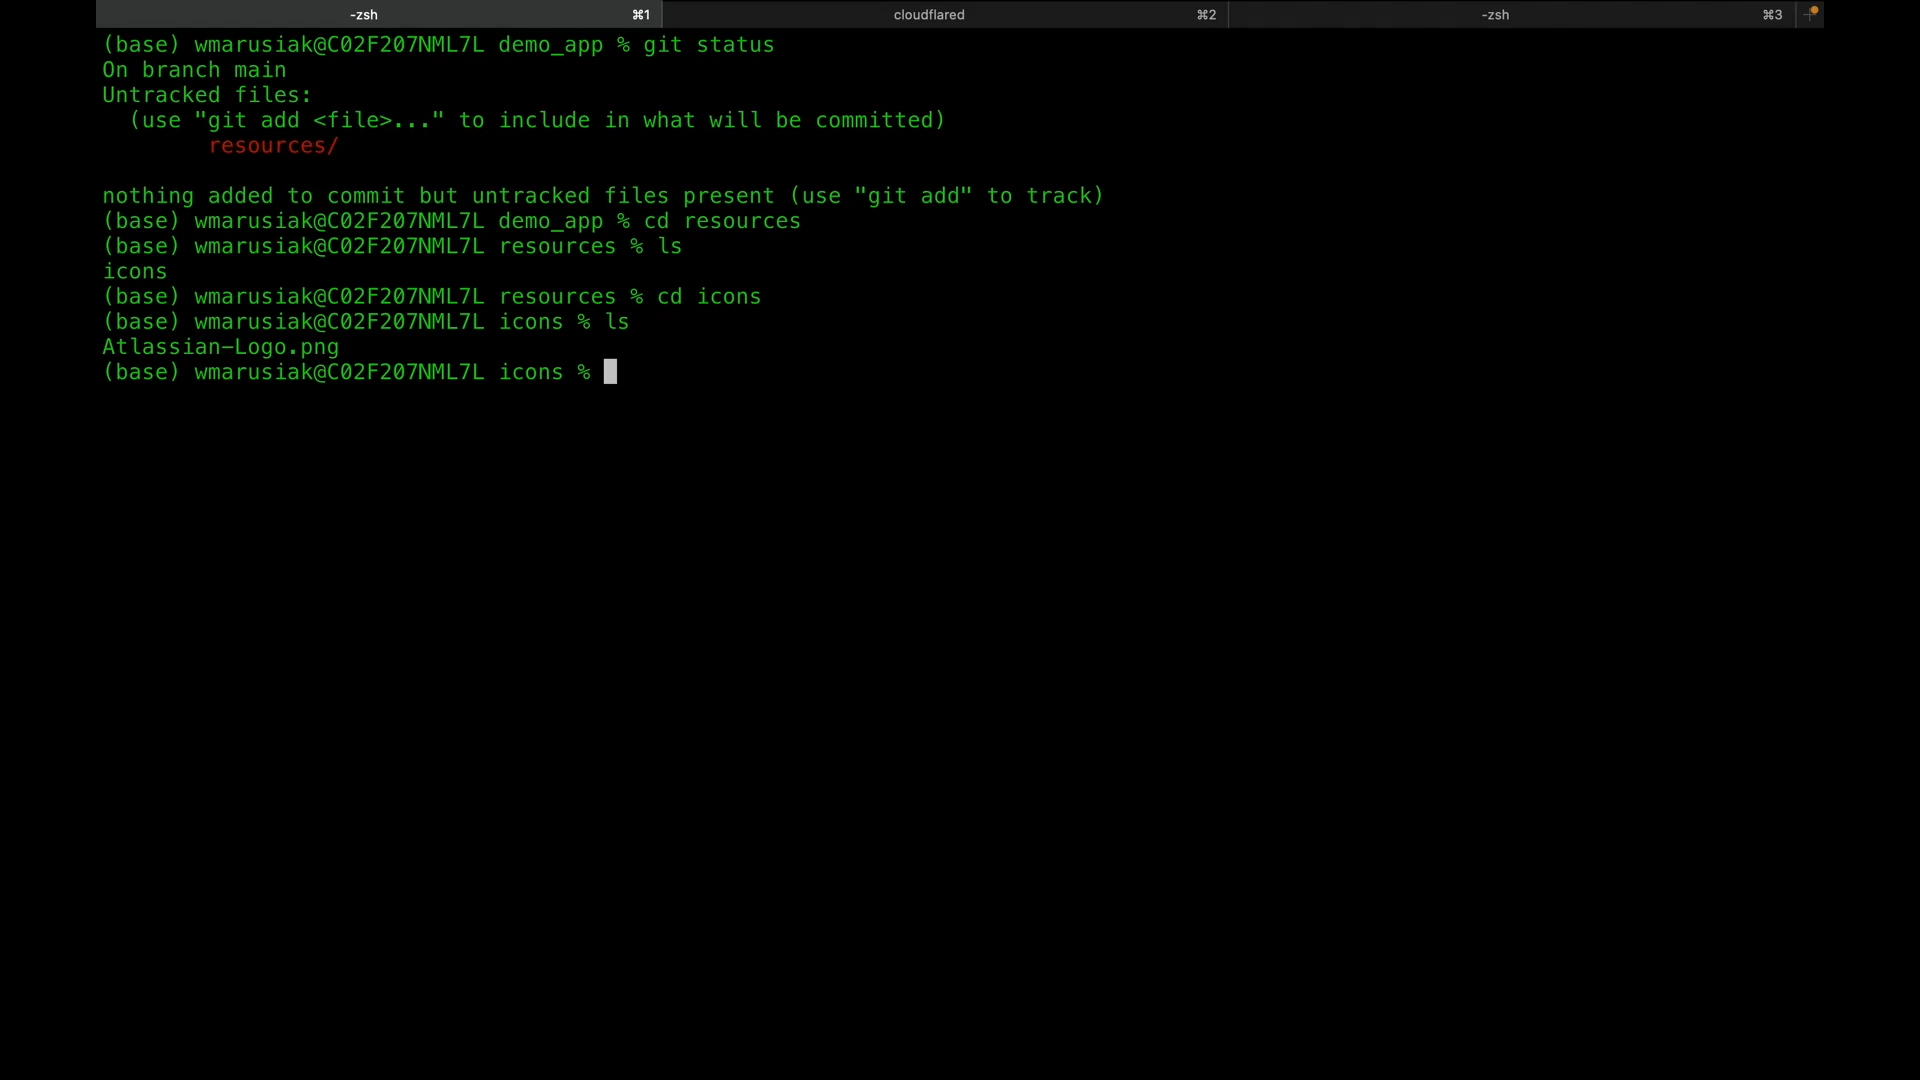 -zsh ⌘1 cloudflared ⌘2 -zsh ⌘3
(base) wmarusiak@C02F207NML7L demo_app % git status
On branch main
Untracked files:
  (use "git add <file>..." to include in what will be committed)
        resources/
nothing added to commit but untracked files present (use "git add" to track)
(base) wmarusiak@C02F207NML7L demo_app % cd resources
(base) wmarusiak@C02F207NML7L resources % ls
icons
(base) wmarusiak@C02F207NML7L resources % cd icons
(base) wmarusiak@C02F207NML7L icons % ls
Atlassian-Logo.png
(base) wmarusiak@C02F207NML7L icons %